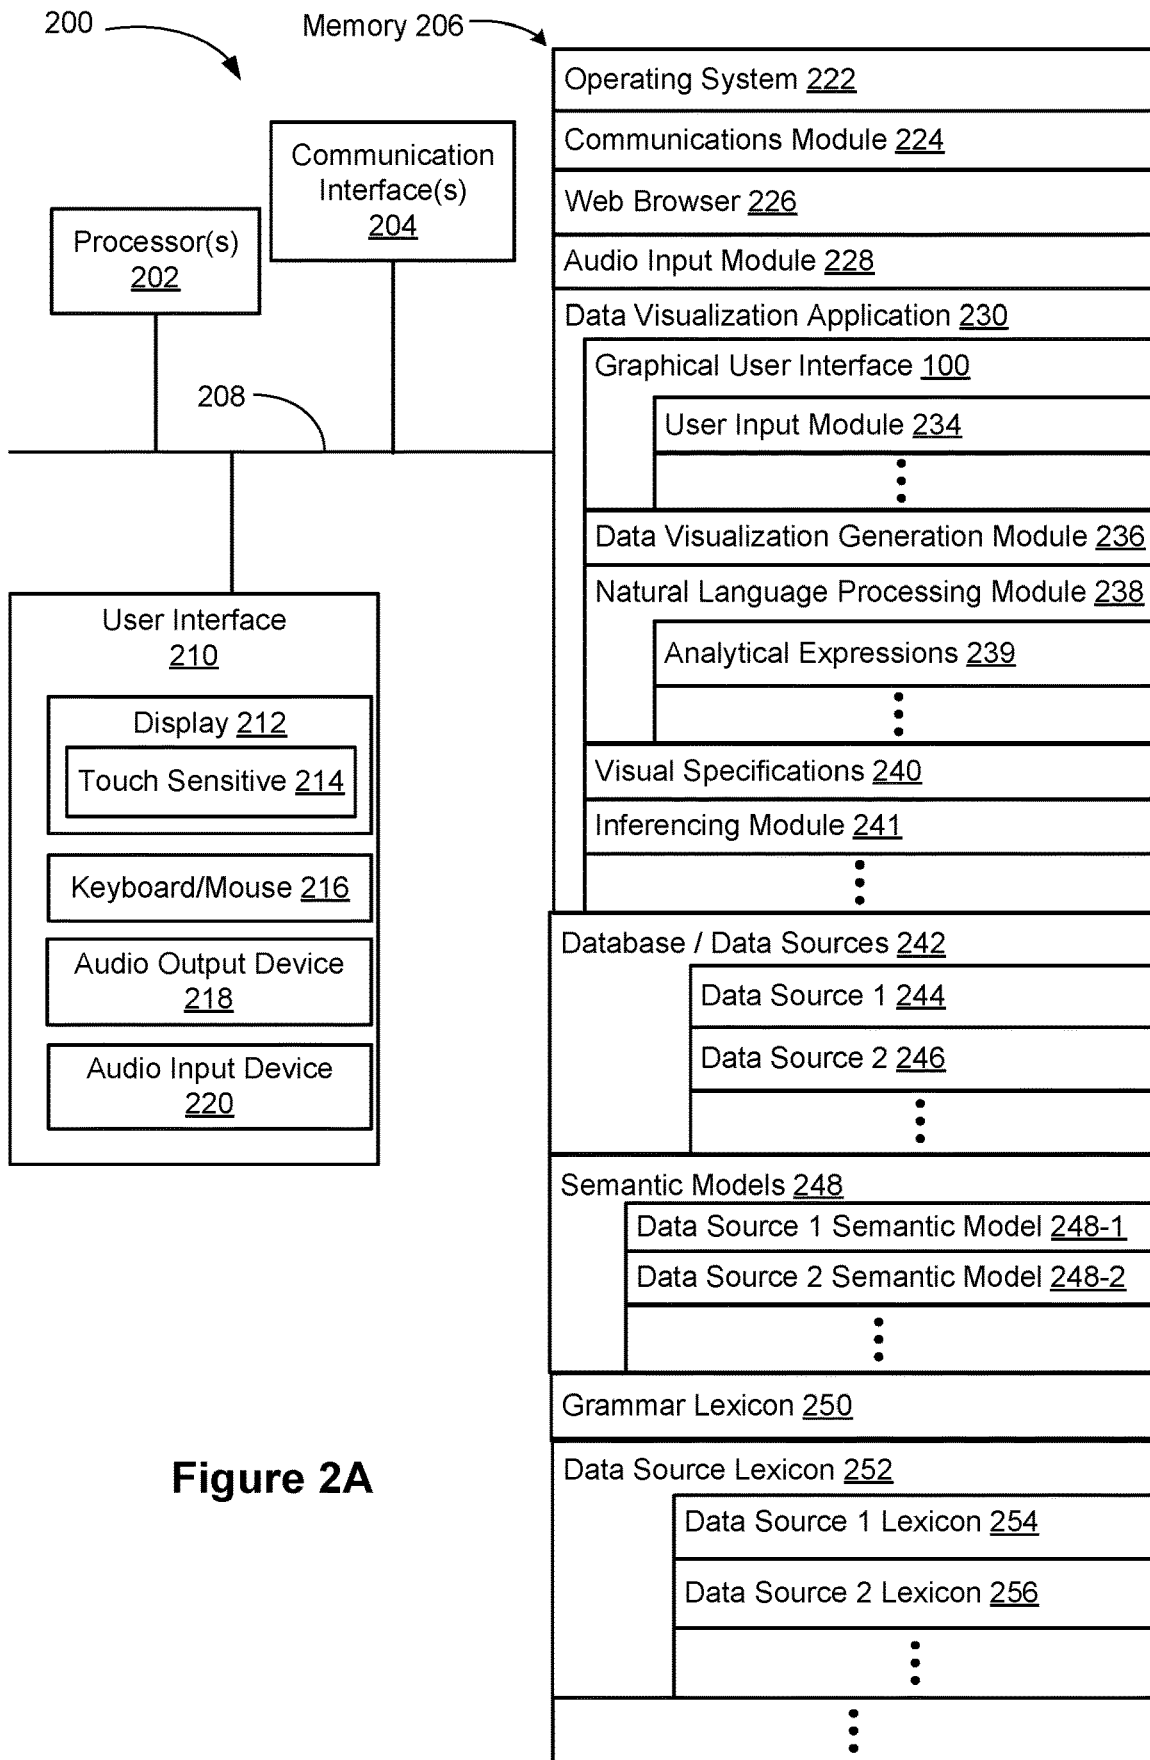 200
Memory 206
Communication
Interface(s)
204
Processor(s)
202
208
User Interface
210
Display 212
Touch Sensitive 214
Keyboard/Mouse 216
Audio Output Device
218
Audio Input Device
220
Operating System 222
Communications Module 224
Web Browser 226
Audio Input Module 228
Data Visualization Application 230
Graphical User Interface 100
User Input Module 234
Data Visualization Generation Module 236
Natural Language Processing Module 238
Analytical Expressions 239
Visual Specifications 240
Inferencing Module 241
Database / Data Sources 242
Data Source 1 244
Data Source 2 246
Semantic Models 248
Data Source 1 Semantic Model 248-1
Data Source 2 Semantic Model 248-2
Grammar Lexicon 250
Data Source Lexicon 252
Data Source 1 Lexicon 254
Data Source 2 Lexicon 256
Figure 2A